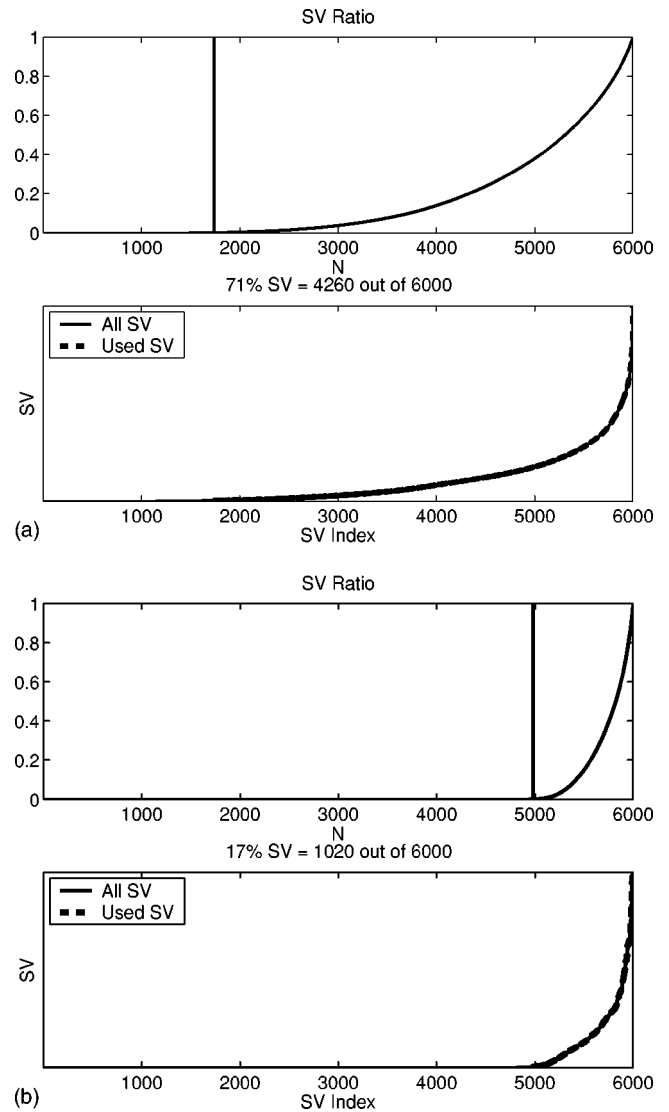 SV Ratio
1
0.8
0.6
0.4
0.2
0
1000 2000 3000 4000 5000 6000
N
71% SV = 4260 out of 6000
All SV
Used SV
SV
1000 2000 3000 4000 5000 6000
(a)
SV Index
SV Ratio
1
0.8
0.6
0.4
0.2
0
1000 2000 3000 4000 5000 6000
N
17% SV = 1020 out of 6000
All SV
Used SV
SV
1000 2000 3000 4000 5000 6000
(b)
SV Index